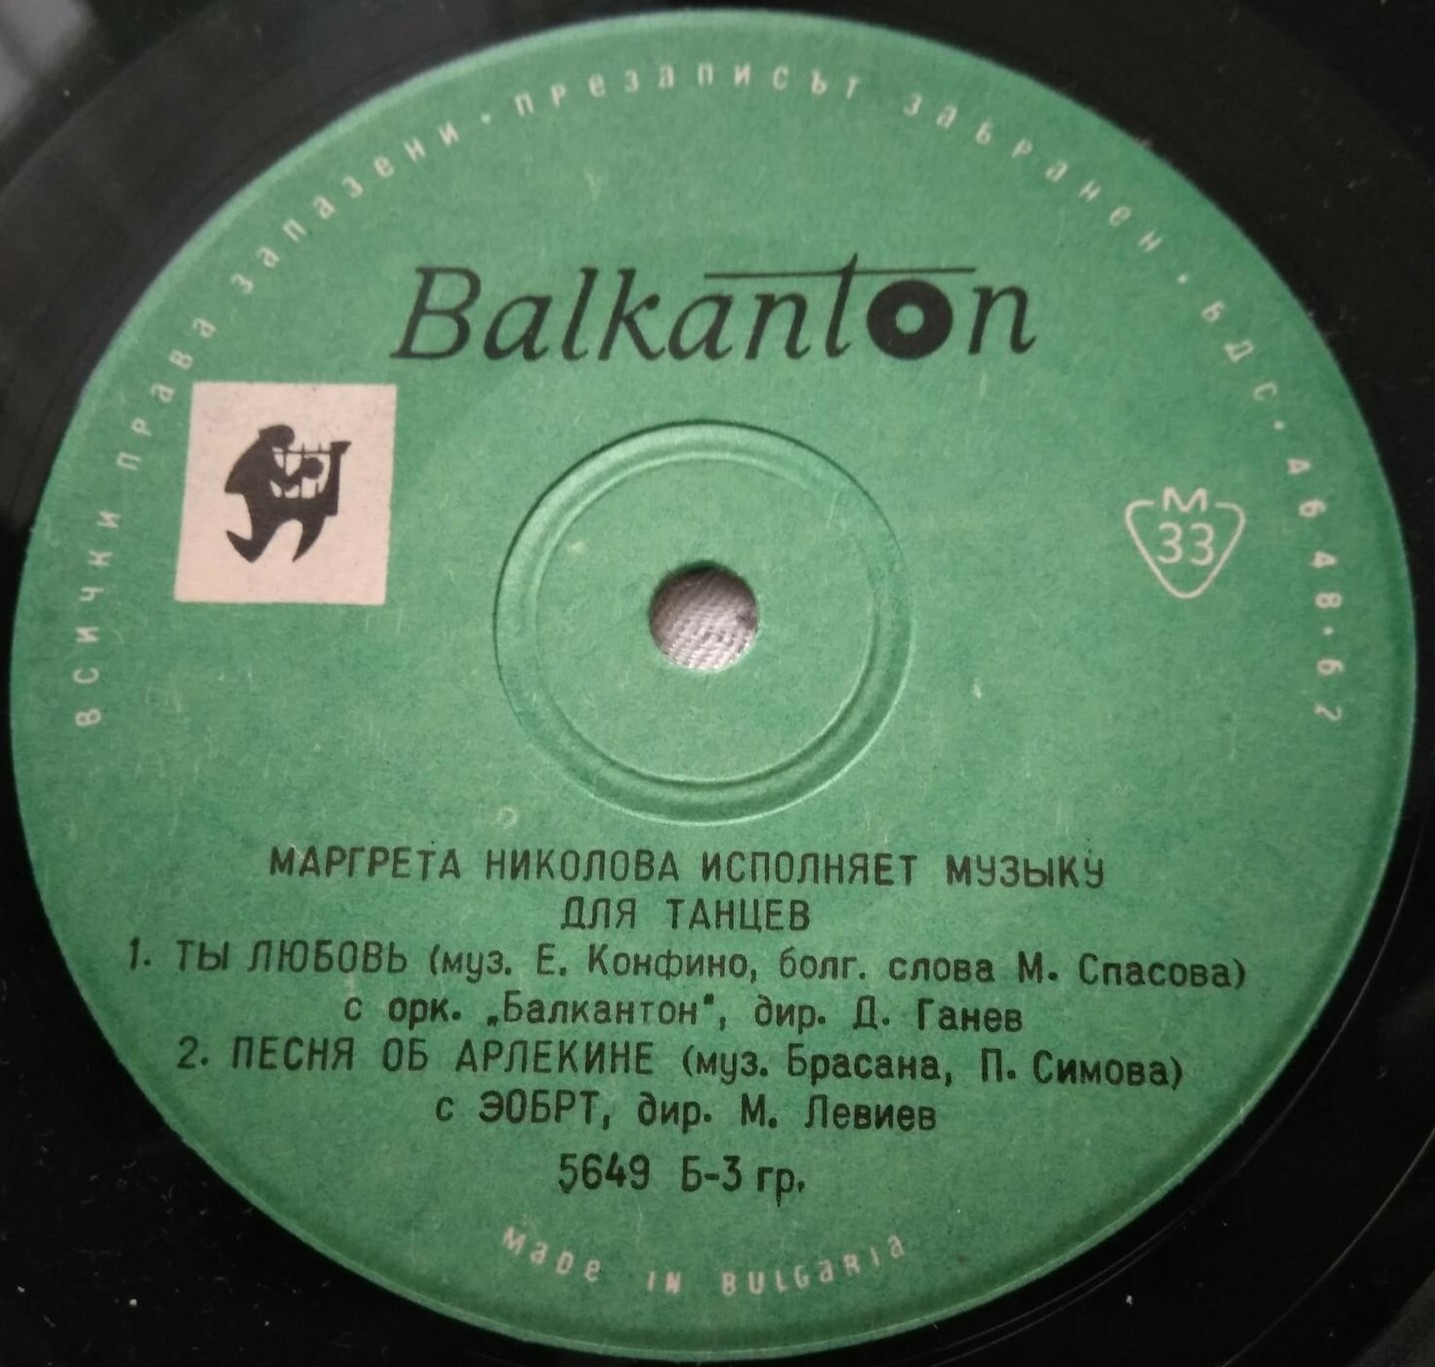 ВСИЧКИ ПРАВА ЗАПАЗЕНИ · ПРЕЗАПИСЪТ ЗАБРАНЕН · БДС · 4648·62
Balkanton
М
33
МАРГРЕТА НИКОЛОВА ИСПОЛНЯЕТ МУЗЫКУ
ДЛЯ ТАНЦЕВ
1. ТЫ ЛЮБОВЬ (муз. Е. Конфино, болг. слова М. Спасова)
с орк. „Балкантон", дир. Д. Ганев
2. ПЕСНЯ ОБ АРЛЕКИНЕ (муз. Брасана, П. Симова)
с ЭОБРТ, дир. М. Левиев
5649 Б-3 гр.
MADE IN BULGARIA